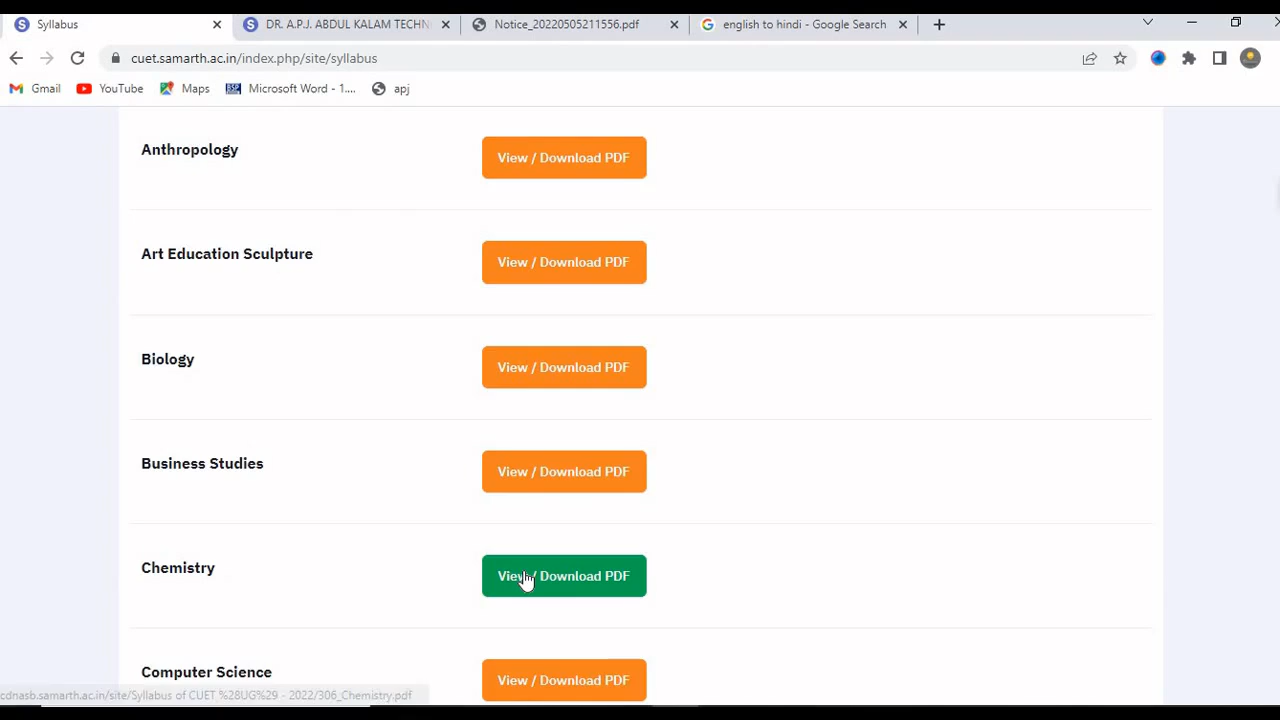 Syllabus
DR. A.P.J. ABDUL KALAM TECHN
Notice_20220505211556.pdf
english to hindi - Google Search
cuet.samarth.ac.in/index.php/site/syllabus
Gmail
YouTube
Maps
Microsoft Word - 1....
apj
Anthropology
View / Download PDF
Art Education Sculpture
View / Download PDF
Biology
View / Download PDF
Business Studies
View / Download PDF
Chemistry
View / Download PDF
Computer Science
View / Download PDF
cdnasb.samarth.ac.in/site/Syllabus of CUET %28UG%29 - 2022/306_Chemistry.pdf